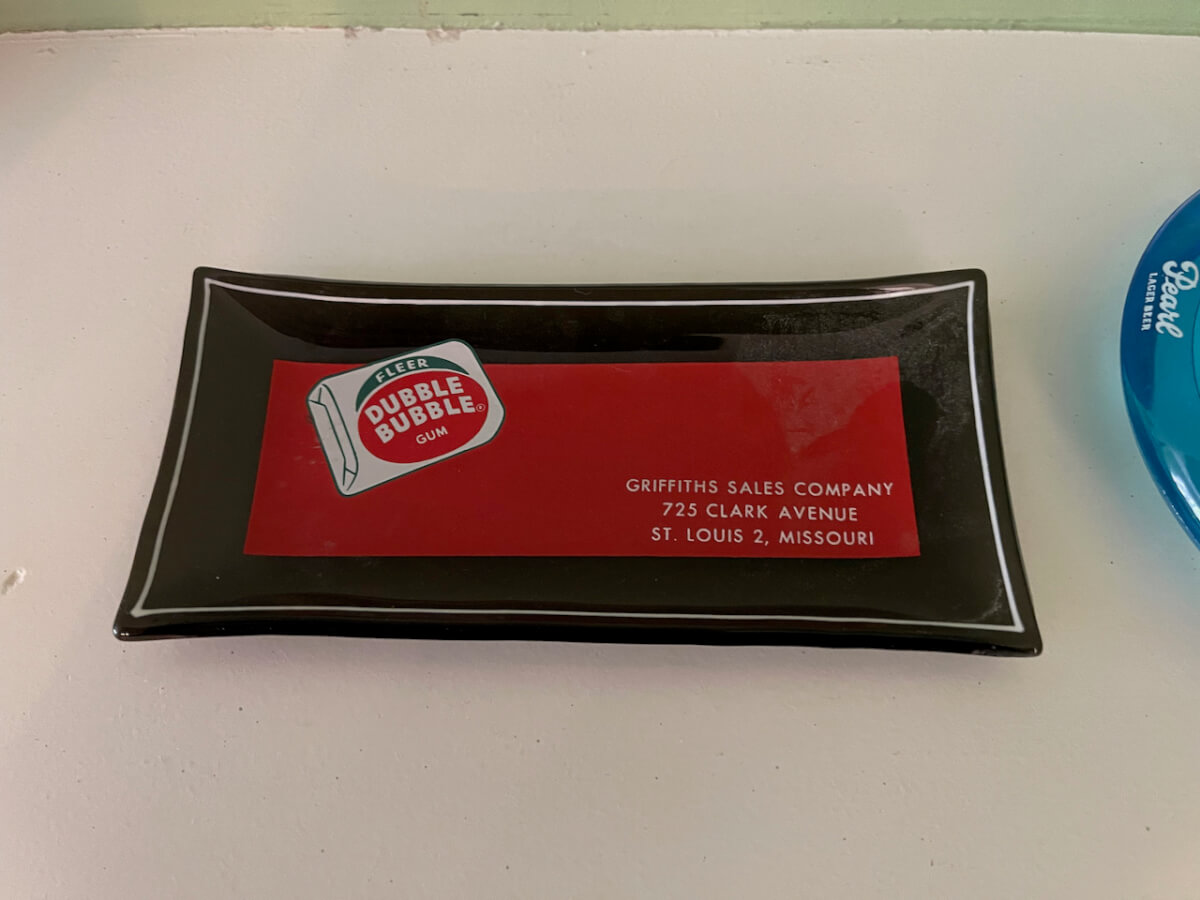 FLEER
DUBBLE
BUBBLE®
GUM
GRIFFITHS SALES COMPANY
725 CLARK AVENUE
ST. LOUIS 2, MISSOURI
Pearl
LAGER BEER